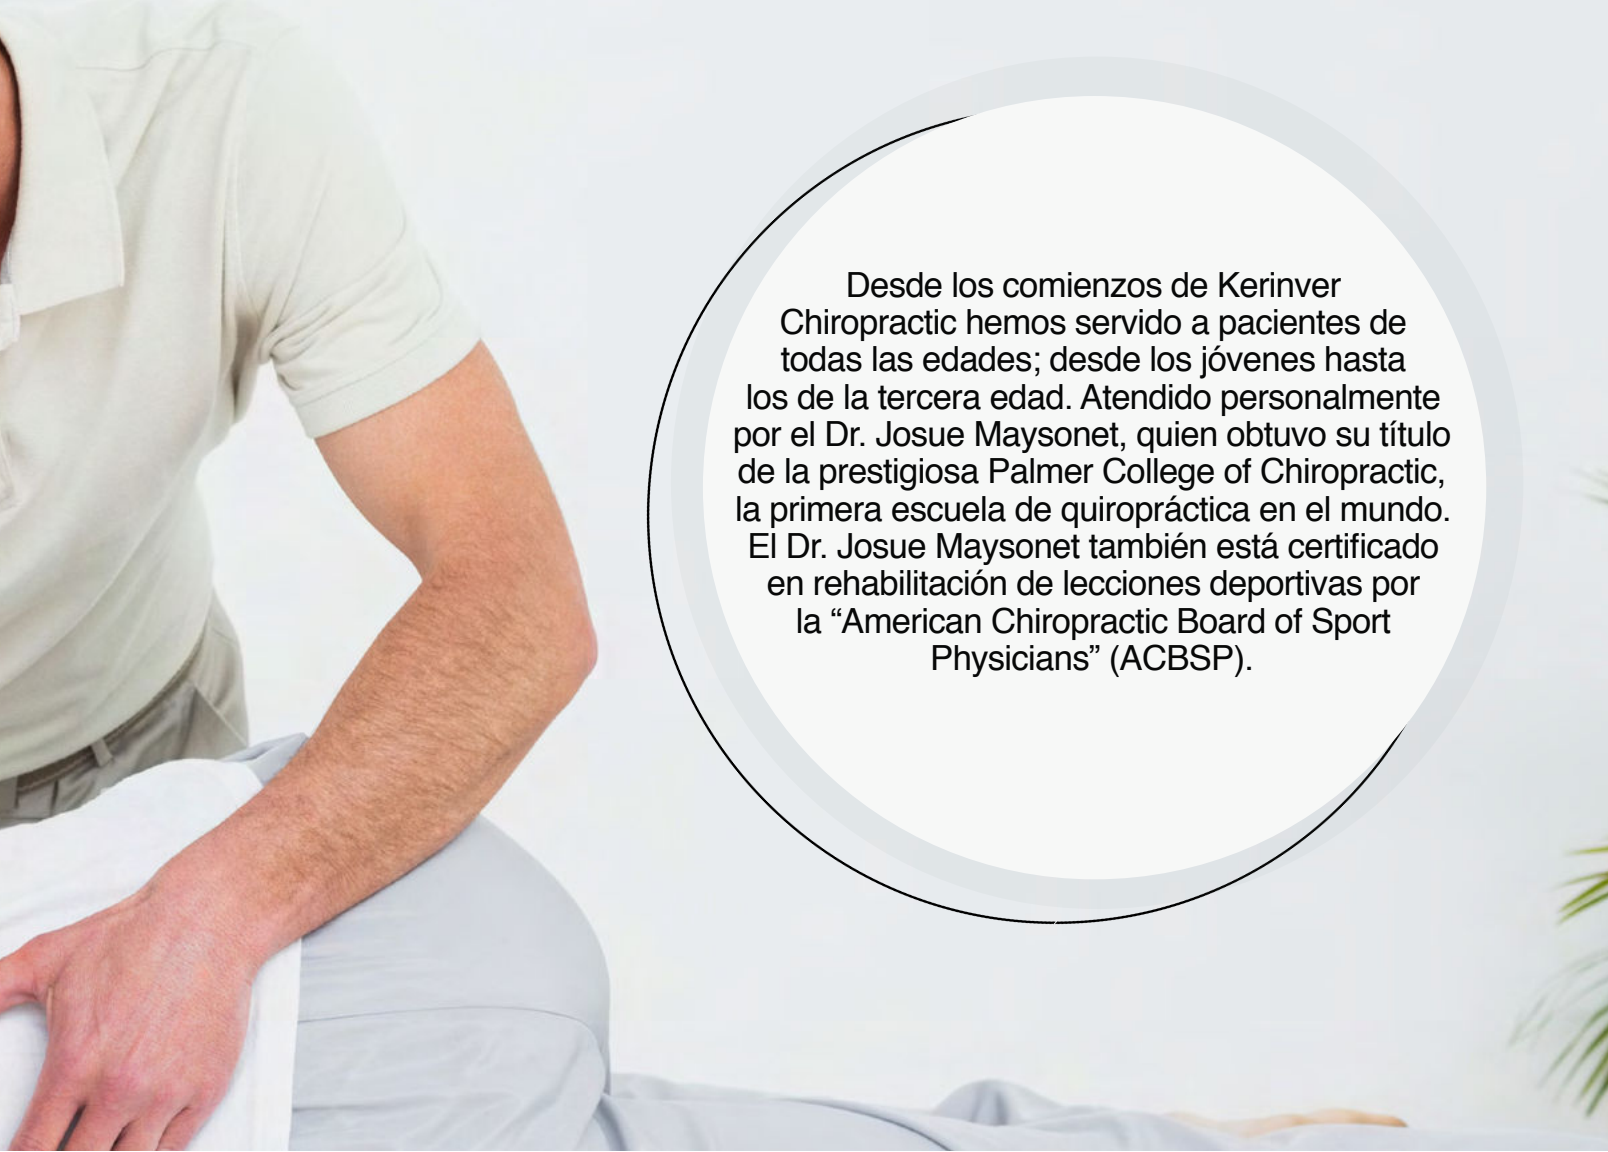 Desde los comienzos de Kerinver
Chiropractic hemos servido a pacientes de
todas las edades; desde los jóvenes hasta
los de la tercera edad. Atendido personalmente
por el Dr. Josue Maysonet, quien obtuvo su título
de la prestigiosa Palmer College of Chiropractic,
la primera escuela de quiropráctica en el mundo.
El Dr. Josue Maysonet también está certificado
en rehabilitación de lecciones deportivas por
la “American Chiropractic Board of Sport
Physicians” (ACBSP).